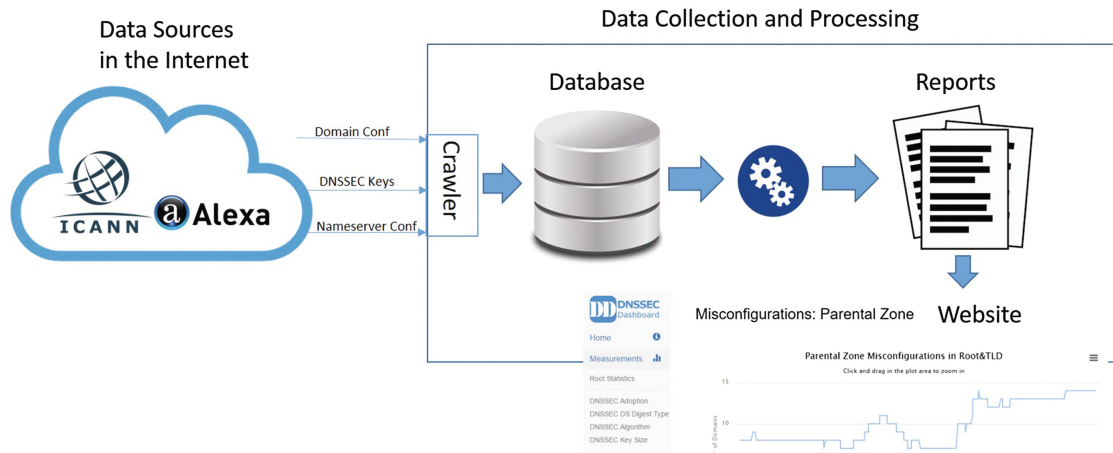 Data Sources
in the Internet
Data Collection and Processing
Database
Reports
Domain Conf
DNSSEC Keys
Nameserver Conf
Crawler
ICANN
a Alexa
Website
DD DNSSEC
Dashboard
Home
Measurements
Root Statistics
DNSSEC Adoption
DNSSEC DS Digest Type
DNSSEC Algorithm
DNSSEC Key Size
Misconfigurations: Parental Zone
Parental Zone Misconfigurations in Root&TLD
Click and drag in the plot area to zoom in
15
10
of Domains